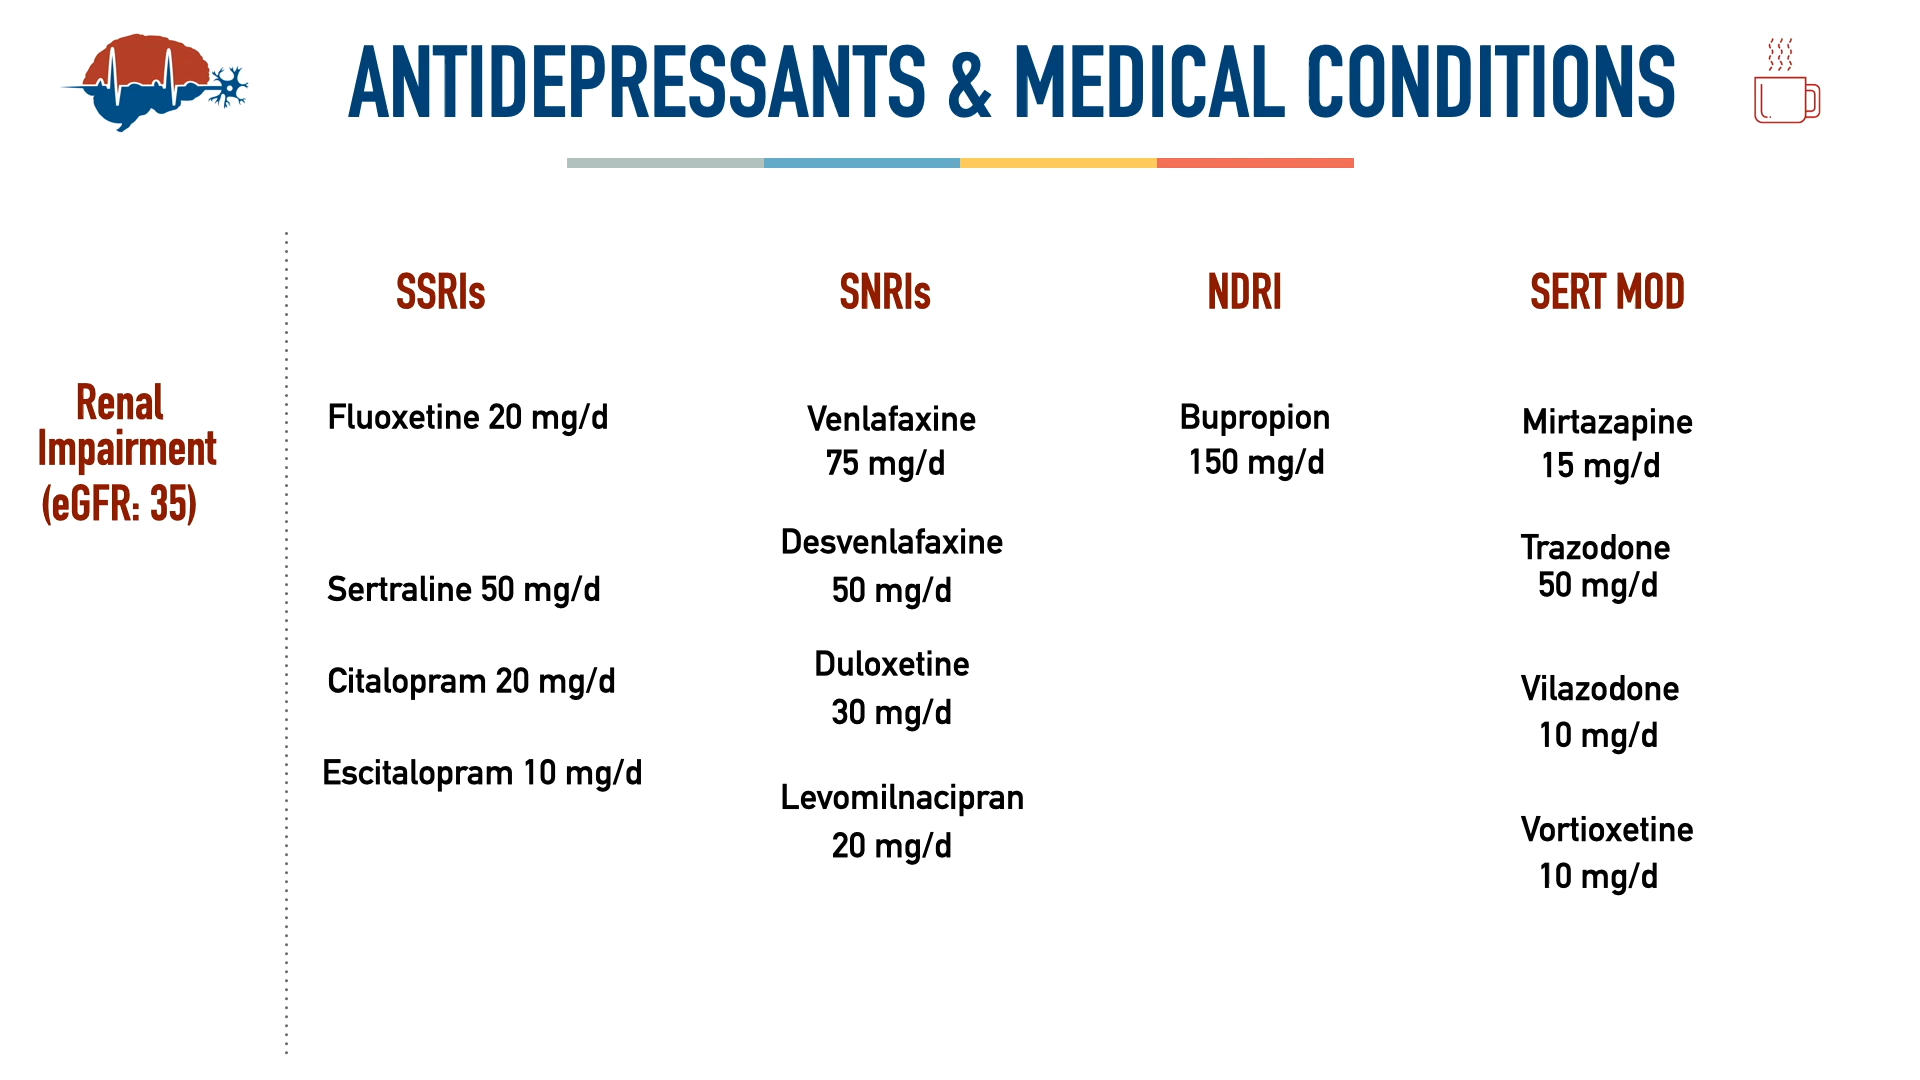 ANTIDEPRESSANTS & MEDICAL CONDITIONS
SSRIs
SNRIs
NDRI
SERT MOD
Renal
Impairment
(eGFR: 35)
Fluoxetine 20 mg/d
Sertraline 50 mg/d
Citalopram 20 mg/d
Escitalopram 10 mg/d
Venlafaxine
75 mg/d
Desvenlafaxine
50 mg/d
Duloxetine
30 mg/d
Levomilnacipran
20 mg/d
Bupropion
150 mg/d
Mirtazapine
15 mg/d
Trazodone
50 mg/d
Vilazodone
10 mg/d
Vortioxetine
10 mg/d